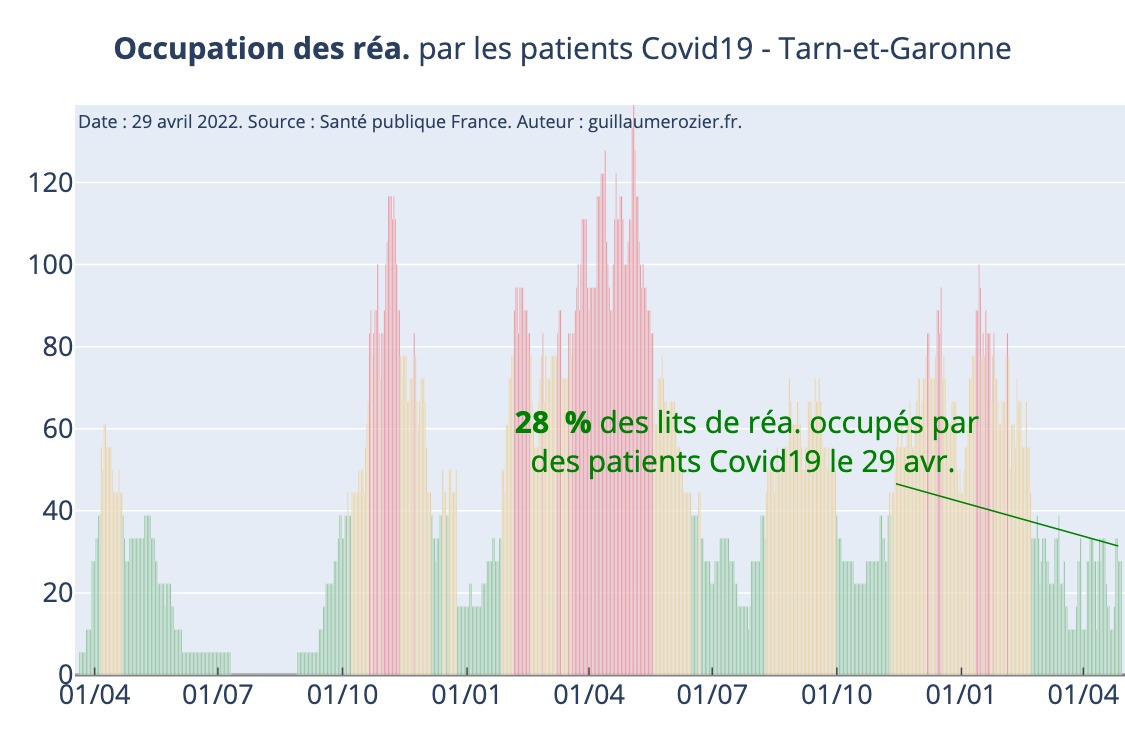 Occupation des réa. par les patients Covid19 - Tarn-et-Garonne
Date : 29 avril 2022. Source : Santé publique France. Auteur : guillaumerozier.fr.
120
100
80
60
40
20
0
28 % des lits de réa. occupés par
des patients Covid19 le 29 avr.
01/04 01/07 01/10 01/01 01/04 01/07 01/10 01/01 01/04